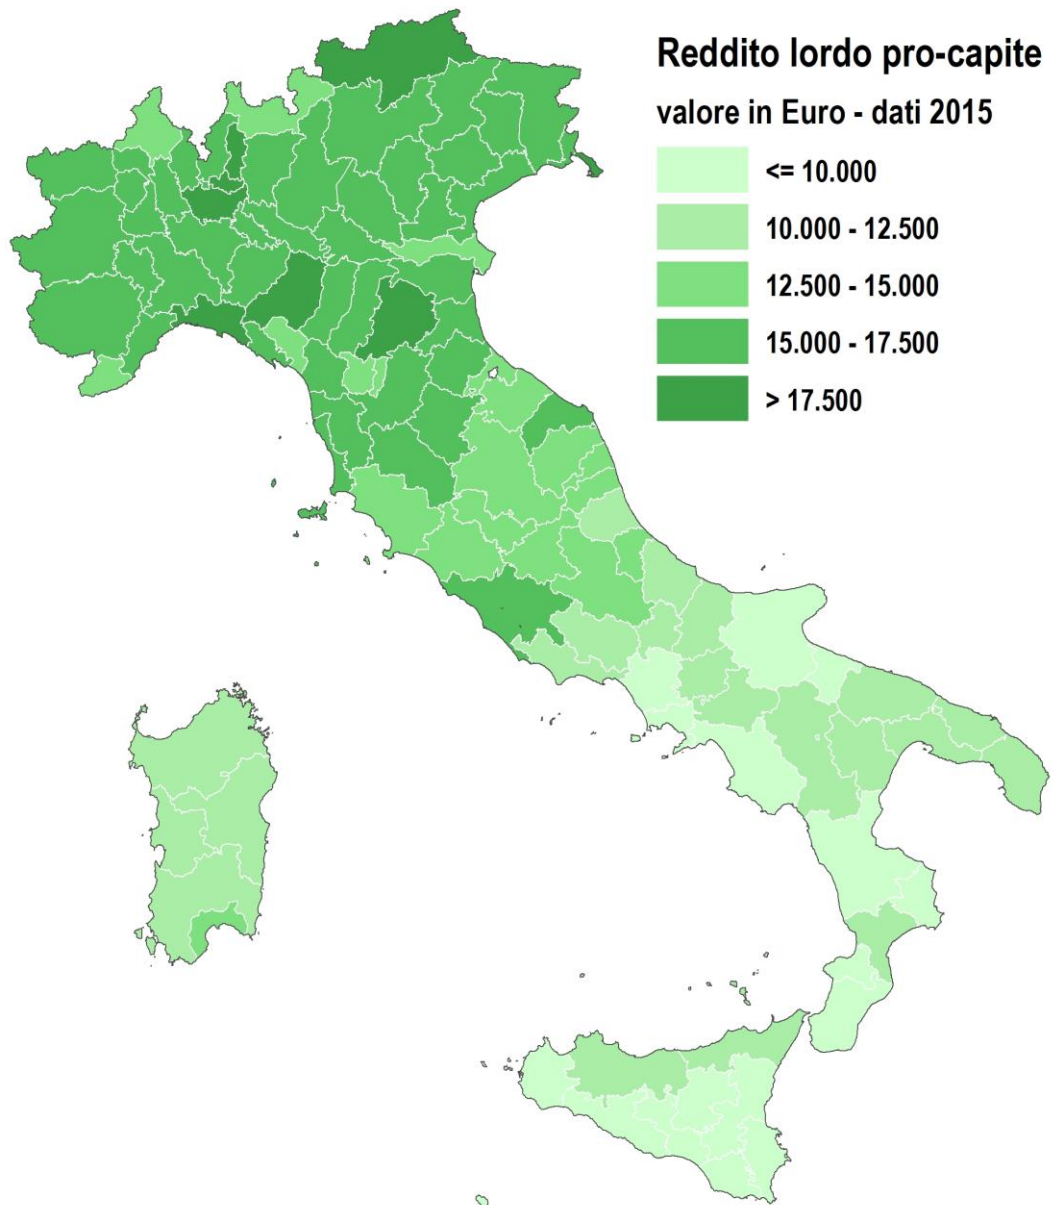 Reddito lordo pro-capite
valore in Euro - dati 2015
<= 10.000
10.000 - 12.500
12.500 - 15.000
15.000 - 17.500
> 17.500